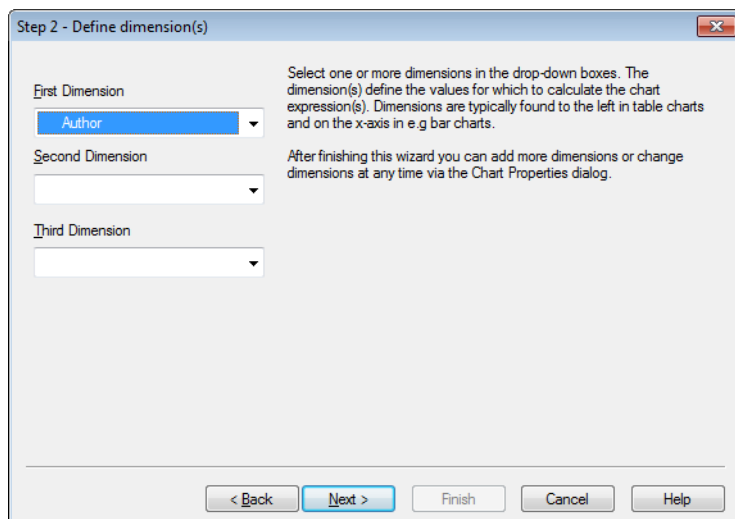 Step 2 - Define dimension(s)
First Dimension
Author
Second Dimension
Third Dimension
Select one or more dimensions in the drop-down boxes. The
dimension(s) define the values for which to calculate the chart
expression(s). Dimensions are typically found to the left in table charts
and on the x-axis in e.g bar charts.
After finishing this wizard you can add more dimensions or change
dimensions at any time via the Chart Properties dialog.
< Back
Next >
Finish
Cancel
Help